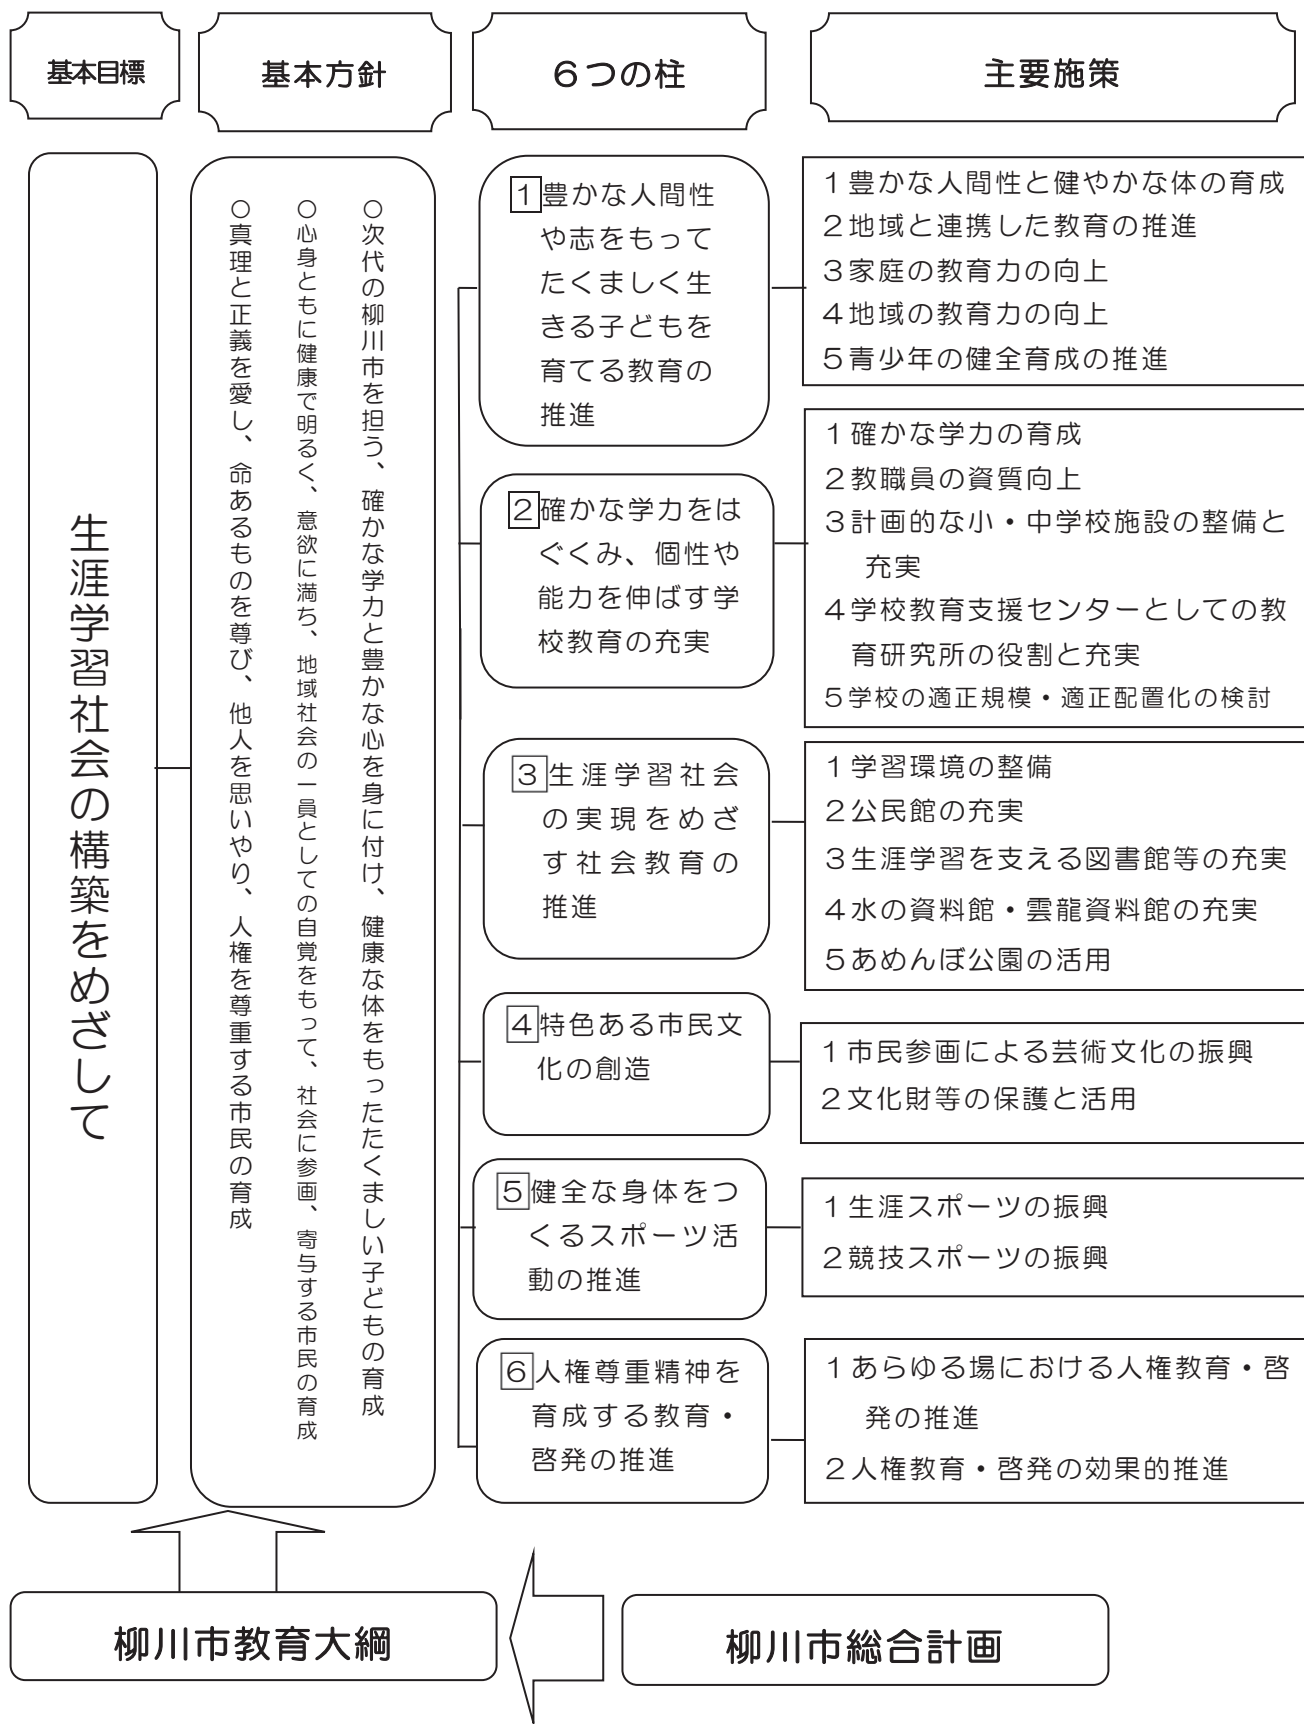 基本目標
基本方針
6つの柱
主要施策
生涯学習社会の構築をめざして
○次代の柳川市を担う、確かな学力と豊かな心を身に付け、健康な体をもったたくましい子どもの育成
○心身ともに健康で明るく、意欲に満ち、地域社会の一員としての自覚をもって、社会に参画、寄与する市民の育成
○真理と正義を愛し、命あるものを尊び、他人を思いやり、人権を尊重する市民の育成
1豊かな人間性
や志をもって
たくましく生
きる子どもを
育てる教育の
推進
1豊かな人間性と健やかな体の育成
2地域と連携した教育の推進
3家庭の教育力の向上
4地域の教育力の向上
5青少年の健全育成の推進
2確かな学力をは
ぐくみ、個性や
能力を伸ばす学
校教育の充実
1確かな学力の育成
2教職員の資質向上
3計画的な小・中学校施設の整備と
充実
4学校教育支援センターとしての教
育研究所の役割と充実
5学校の適正規模・適正配置化の検討
3生涯学習社会
の実現をめざ
す社会教育の
推進
1学習環境の整備
2公民館の充実
3生涯学習を支える図書館等の充実
4水の資料館・雲龍資料館の充実
5あめんぼ公園の活用
4特色ある市民文
化の創造
1市民参画による芸術文化の振興
2文化財等の保護と活用
5健全な身体をつ
くるスポーツ活
動の推進
1生涯スポーツの振興
2競技スポーツの振興
6人権尊重精神を
育成する教育・
啓発の推進
1あらゆる場における人権教育・啓
発の推進
2人権教育・啓発の効果的推進
柳川市教育大綱
柳川市総合計画